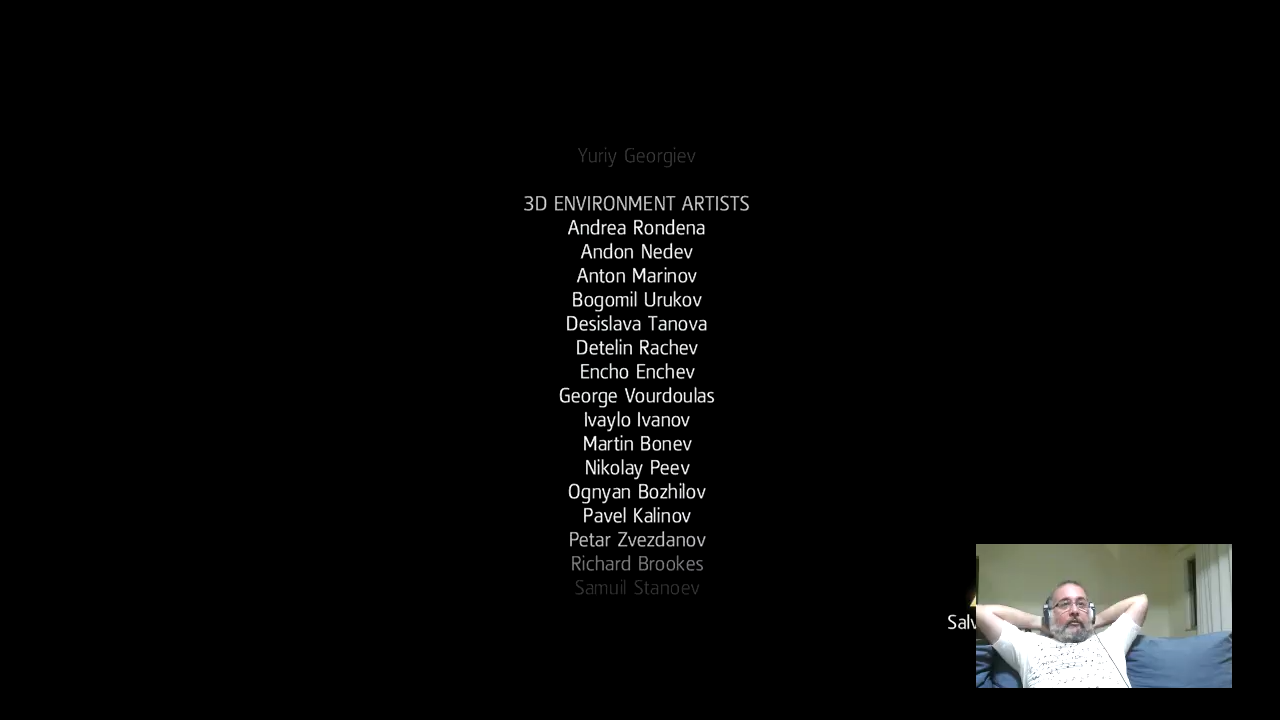 Yuriy Georgiev
3D ENVIRONMENT ARTISTS
Andrea Rondena
Andon Nedev
Anton Marinov
Bogomil Urukov
Desislava Tanova
Detelin Rachev
Encho Enchev
George Vourdoulas
Ivaylo Ivanov
Martin Bonev
Nikolay Peev
Ognyan Bozhilov
Pavel Kalinov
Petar Zvezdanov
Richard Brookes
Samuil Stanoev